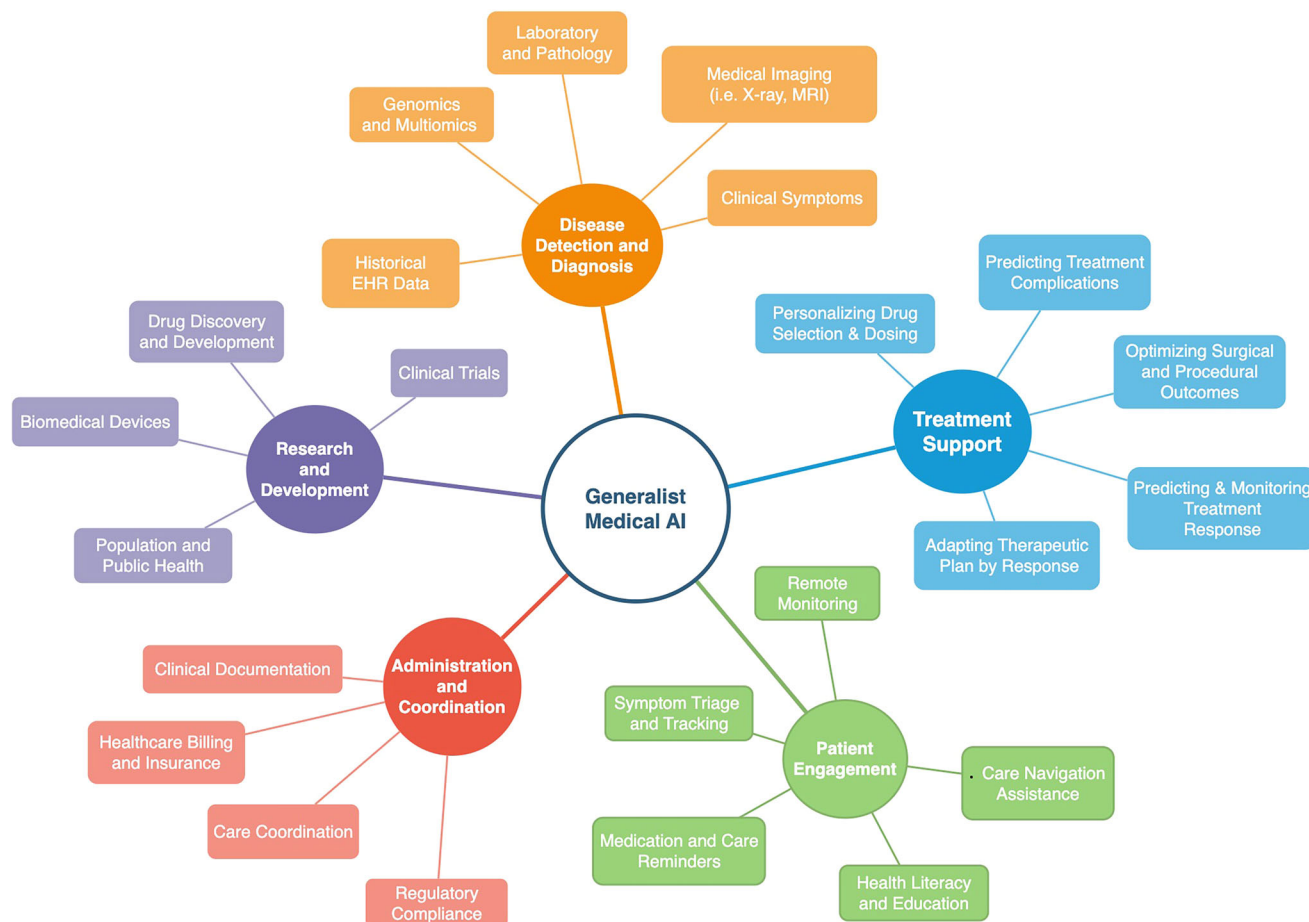 Laboratory
and Pathology
Medical Imaging
(i.e. X-ray, MRI)
Genomics
and Multiomics
Clinical Symptoms
Disease
Detection and
Diagnosis
Historical
EHR Data
Predicting Treatment
Complications
Personalizing Drug
Selection & Dosing
Optimizing Surgical
and Procedural
Outcomes
Treatment
Support
Predicting & Monitoring
Treatment
Response
Adapting Therapeutic
Plan by Response
Drug Discovery
and Development
Clinical Trials
Biomedical Devices
Research
and
Development
Population and
Public Health
Generalist
Medical AI
Remote
Monitoring
Symptom Triage
and Tracking
Patient
Engagement
. Care Navigation
Assistance
Medication and Care
Reminders
Health Literacy
and Education
Administration
and
Coordination
Clinical Documentation
Healthcare Billing
and Insurance
Care Coordination
Regulatory
Compliance